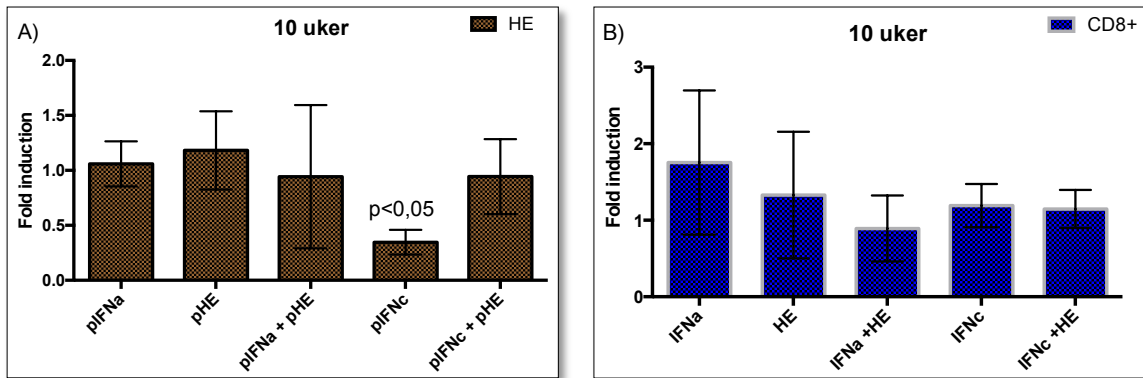 A)
10 uker
HE
Fold induction
2.0
1.5
1.0
0.5
0.0
p<0,05
pIFNa
pHE
pIFNa + pHE
pIFNc
pIFNc + pHE
B)
10 uker
CD8+
Fold induction
3
2
1
0
IFNa
HE
IFNa +HE
IFNc
IFNc +HE